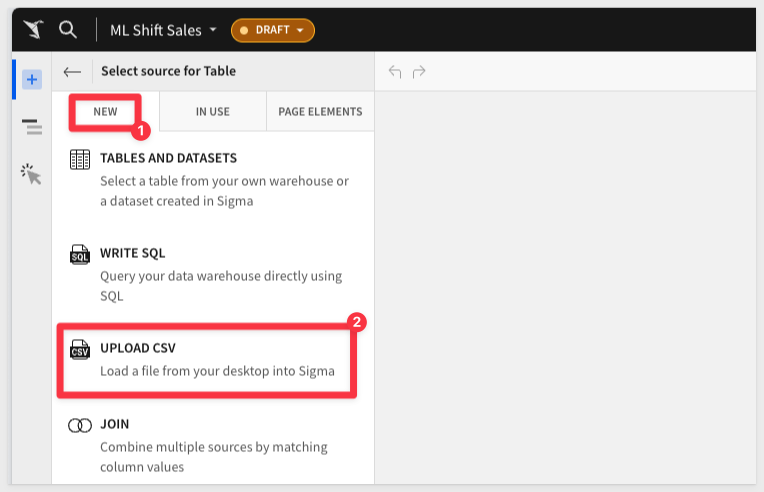 ML Shift Sales
DRAFT
Select source for Table
NEW
IN USE
PAGE ELEMENTS
1
TABLES AND DATASETS
Select a table from your own warehouse or
a dataset created in Sigma
SQL
WRITE SQL
Query your data warehouse directly using
SQL
2
CSV
UPLOAD CSV
Load a file from your desktop into Sigma
JOIN
Combine multiple sources by matching
column values